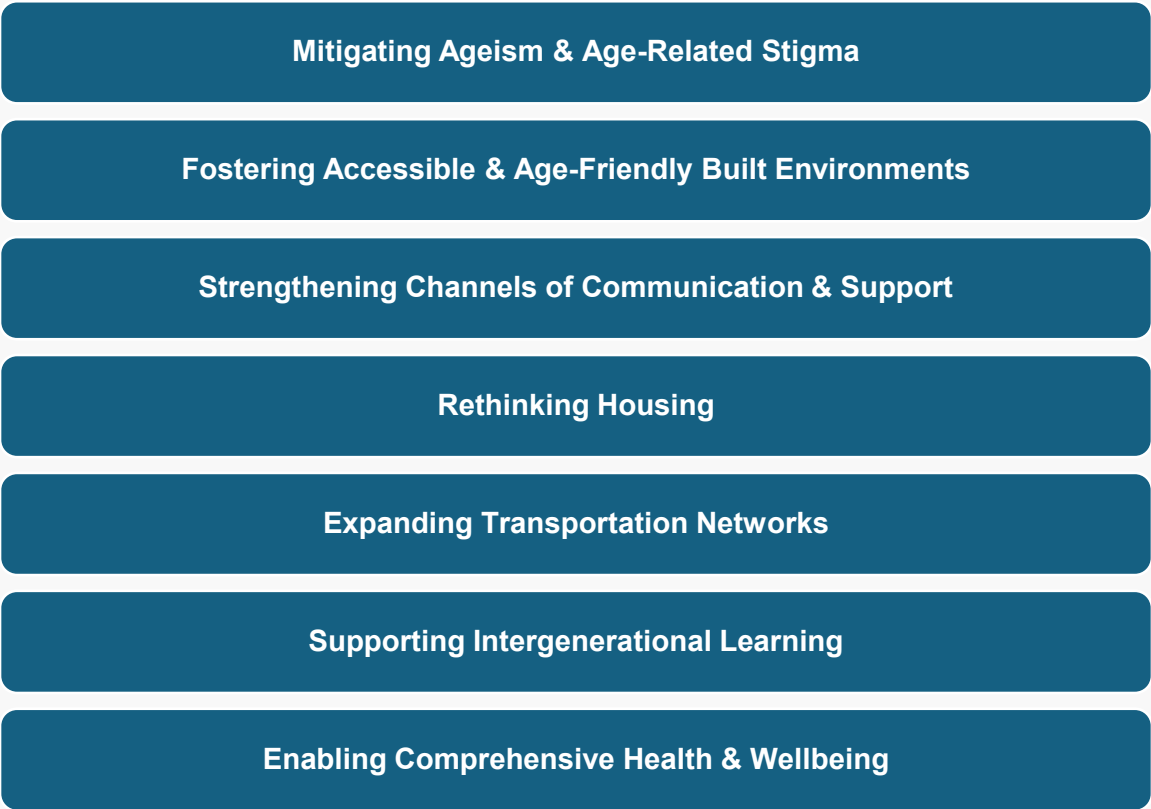 Mitigating Ageism & Age-Related Stigma
Fostering Accessible & Age-Friendly Built Environments
Strengthening Channels of Communication & Support
Rethinking Housing
Expanding Transportation Networks
Supporting Intergenerational Learning
Enabling Comprehensive Health & Wellbeing